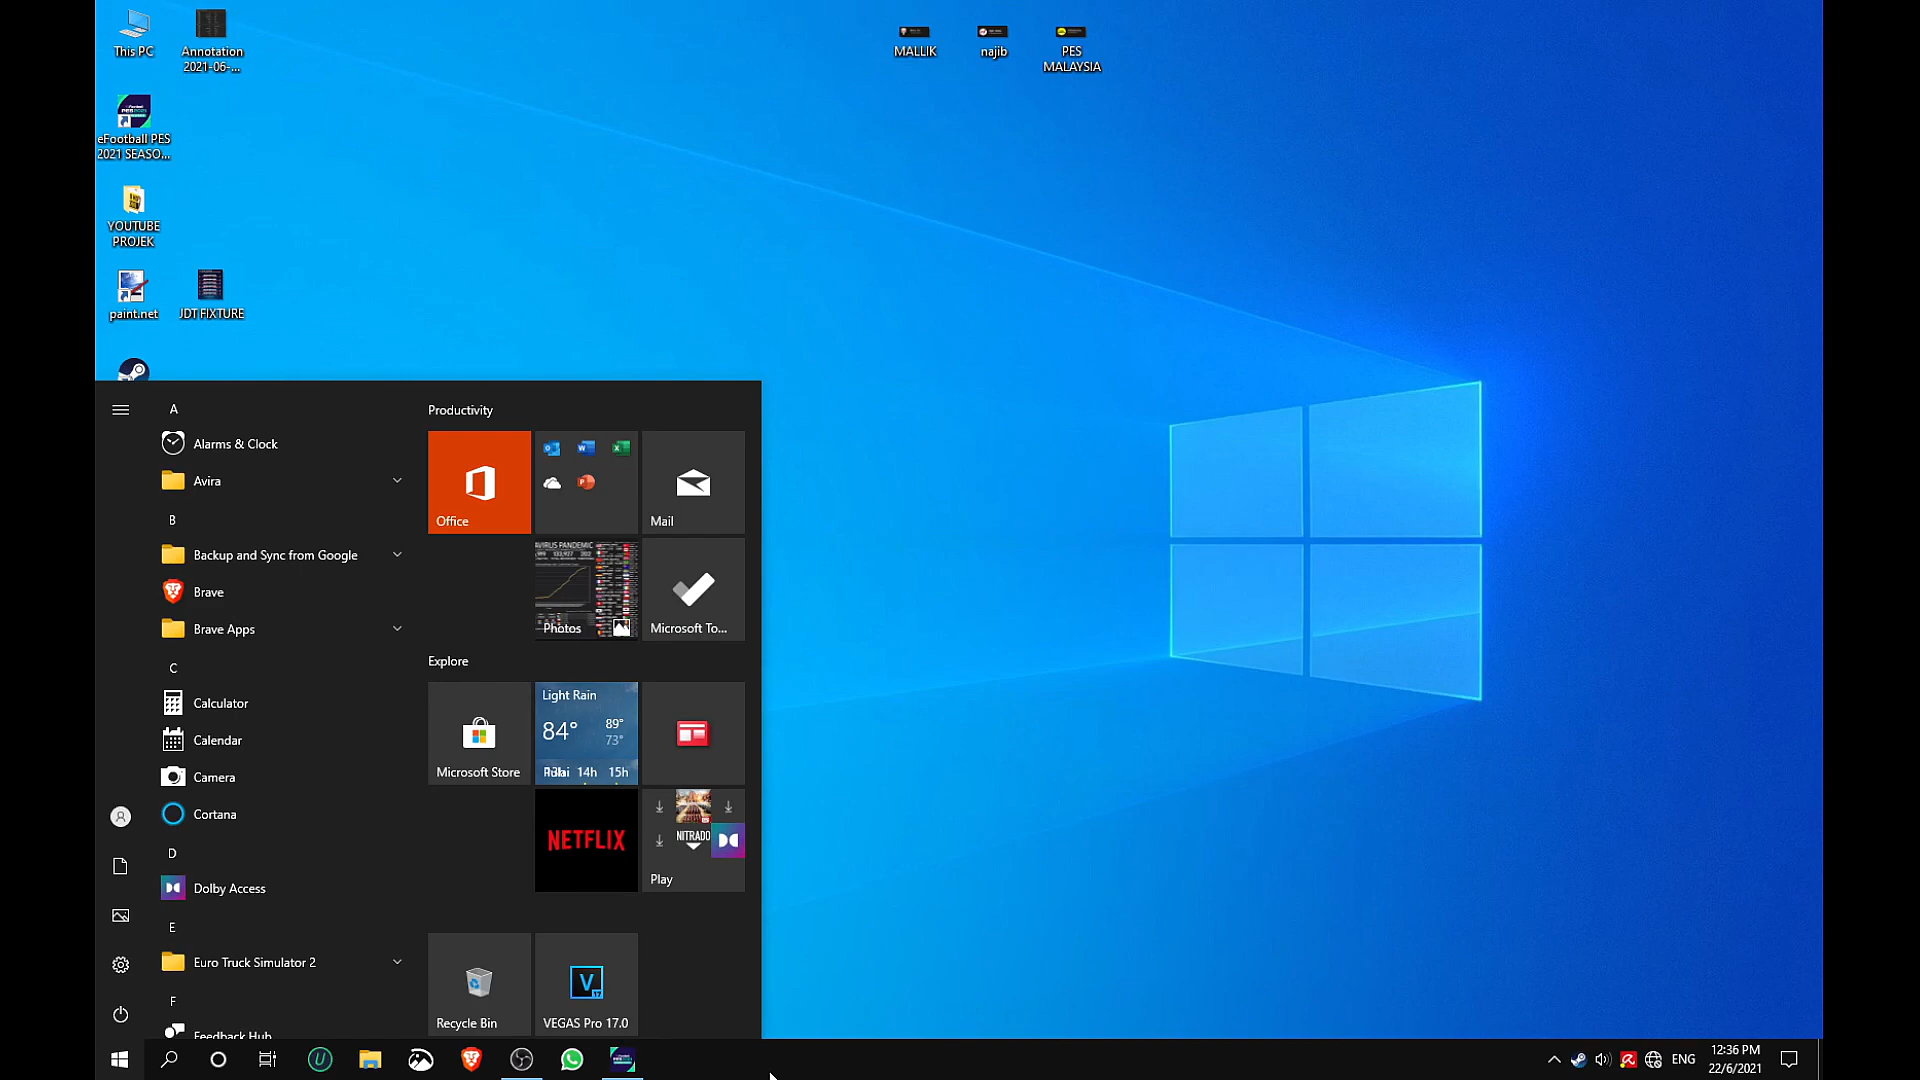 This PC
Annotation
2021-06-...
MALLIK
najib
PES
MALAYSIA
eFootball PES
2021 SEASO...
YOUTUBE
PROJEK
paint.net
JDT FIXTURE
A
Alarms & Clock
Avira
B
Backup and Sync from Google
Brave
Brave Apps
C
Calculator
Calendar
Camera
Cortana
D
Dolby Access
E
Euro Truck Simulator 2
F
Feedback Hub
Productivity
Office
Mail
AVIRUS PANDEMIC
Photos
Microsoft To...
Explore
Microsoft Store
Light Rain
84°
89°
73°
14h 15h
NETFLIX
NITRADO
Play
Recycle Bin
V
17
VEGAS Pro 17.0
ENG
12:36 PM
22/6/2021